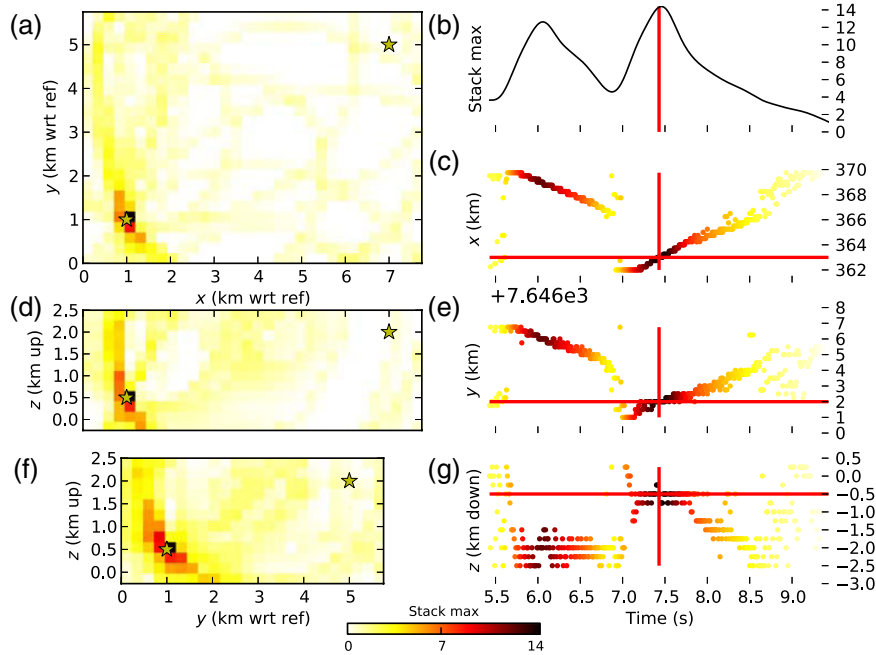 (a)
5
4
3
2
1
0
y (km wrt ref)
0 1 2 3 4 5 6 7
x (km wrt ref)
(b)
Stack max
14
12
10
8
6
4
2
0
(c)
x (km)
370
368
366
364
362
(d)
z (km up)
2.5
2.0
1.5
1.0
0.5
0.0
(e)
+7.646e3
y (km)
8
7
6
5
4
3
2
1
0
(f)
z (km up)
2.5
2.0
1.5
1.0
0.5
0.0
0 1 2 3 4 5
y (km wrt ref)
(g)
z (km down)
0.5
0.0
−0.5
−1.0
−1.5
−2.0
−2.5
−3.0
5.5 6.0 6.5 7.0 7.5 8.0 8.5 9.0
Time (s)
Stack max
0 7 14